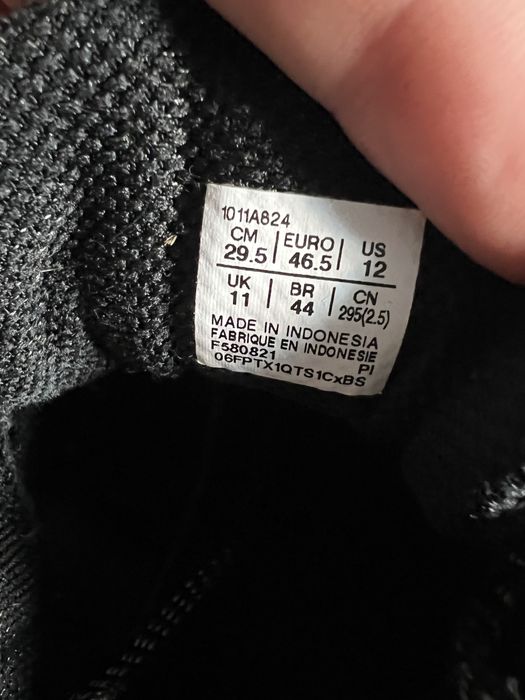 1011A824
CM | EURO | US
29.5 | 46.5 | 12
UK | BR | CN
11 | 44 | 295(2.5)
MADE IN INDONESIA
FABRIQUE EN INDONESIE
F580821 PI
06FPTX1QTS1CxBS